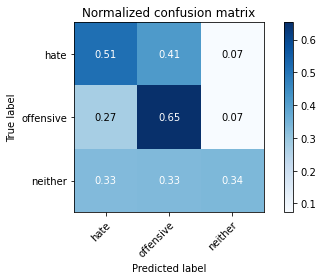 Normalized confusion matrix
True label
hate 0.51 0.41 0.07
offensive 0.27 0.65 0.07
neither 0.33 0.33 0.34
hate offensive neither
Predicted label
0.6
0.5
0.4
0.3
0.2
0.1